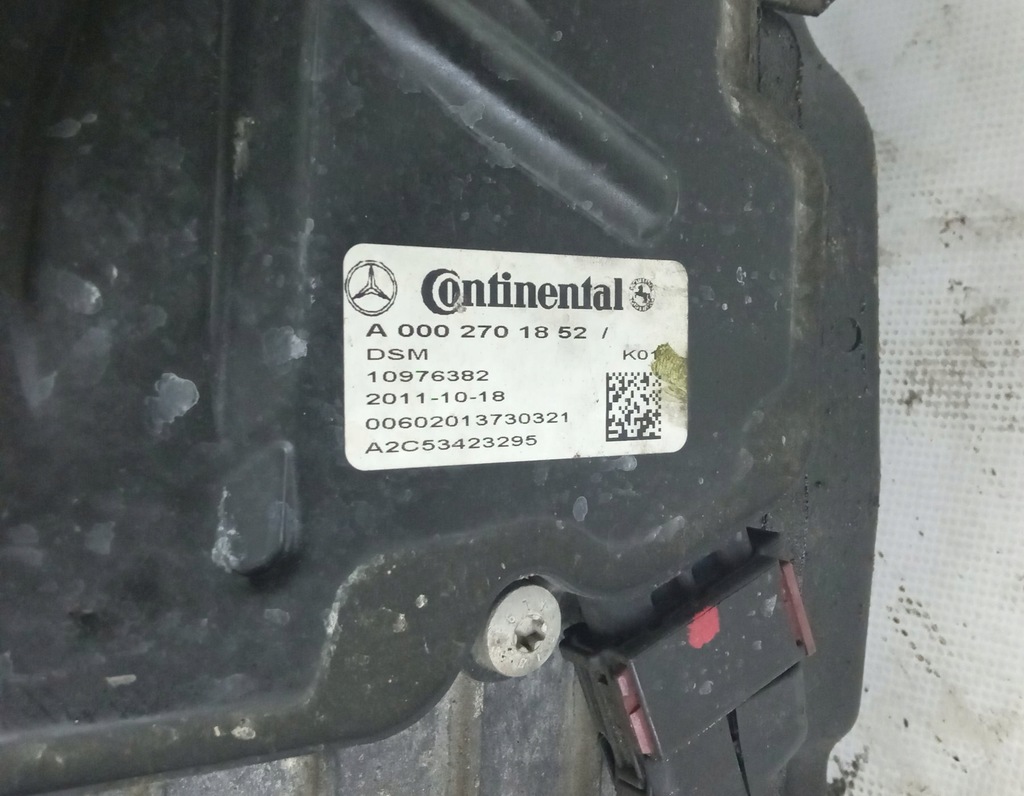 Continental
A 000 270 18 52 /
DSM K01
10976382
2011-10-18
00602013730321
A2C53423295